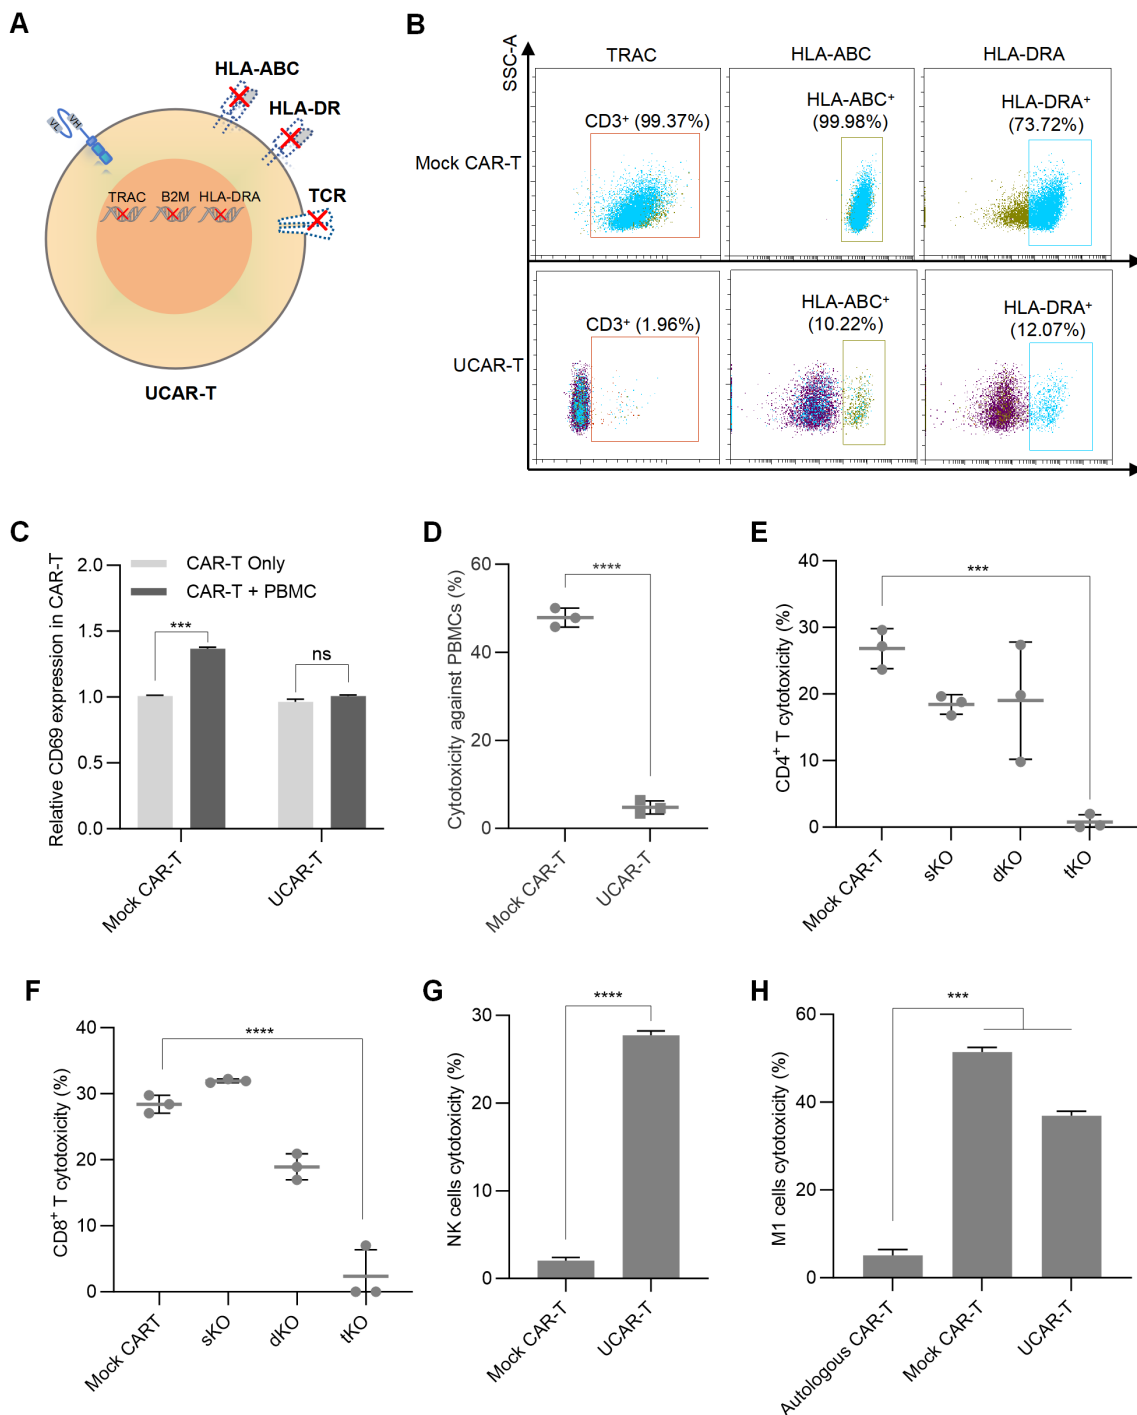 A
HLA-ABC
HLA-DR
VL
VH
TRAC
B2M
HLA-DRA
TCR
UCAR-T
B
SSC-A
TRAC
HLA-ABC
HLA-DRA
Mock CAR-T
CD3⁺ (99.37%)
HLA-ABC⁺
(99.98%)
HLA-DRA⁺
(73.72%)
UCAR-T
CD3⁺ (1.96%)
HLA-ABC⁺
(10.22%)
HLA-DRA⁺
(12.07%)
C
Relative CD69 expression in CAR-T
2.0
1.5
1.0
0.5
0.0
CAR-T Only
CAR-T + PBMC
***
ns
Mock CAR-T
UCAR-T
D
Cytotoxicity against PBMCs (%)
60
40
20
0
****
Mock CAR-T
UCAR-T
E
CD4⁺ T cytotoxicity (%)
40
30
20
10
0
***
Mock CAR-T
sKO
dKO
tKO
F
CD8⁺ T cytotoxicity (%)
40
30
20
10
0
****
Mock CART
sKO
dKO
tKO
G
NK cells cytotoxicity (%)
30
20
10
0
****
Mock CAR-T
UCAR-T
H
M1 cells cytotoxicity (%)
60
40
20
0
***
Autologous CAR-T
Mock CAR-T
UCAR-T